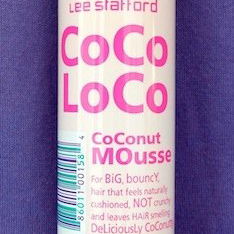 Lee Stafford
CoCo
LoCo
CoConut
MOusse
For BiG, bouncY,
hair that feels naturally
cushioned, NOT crunchy
and leaves HAiR smelling
DeLiciously CoConutty